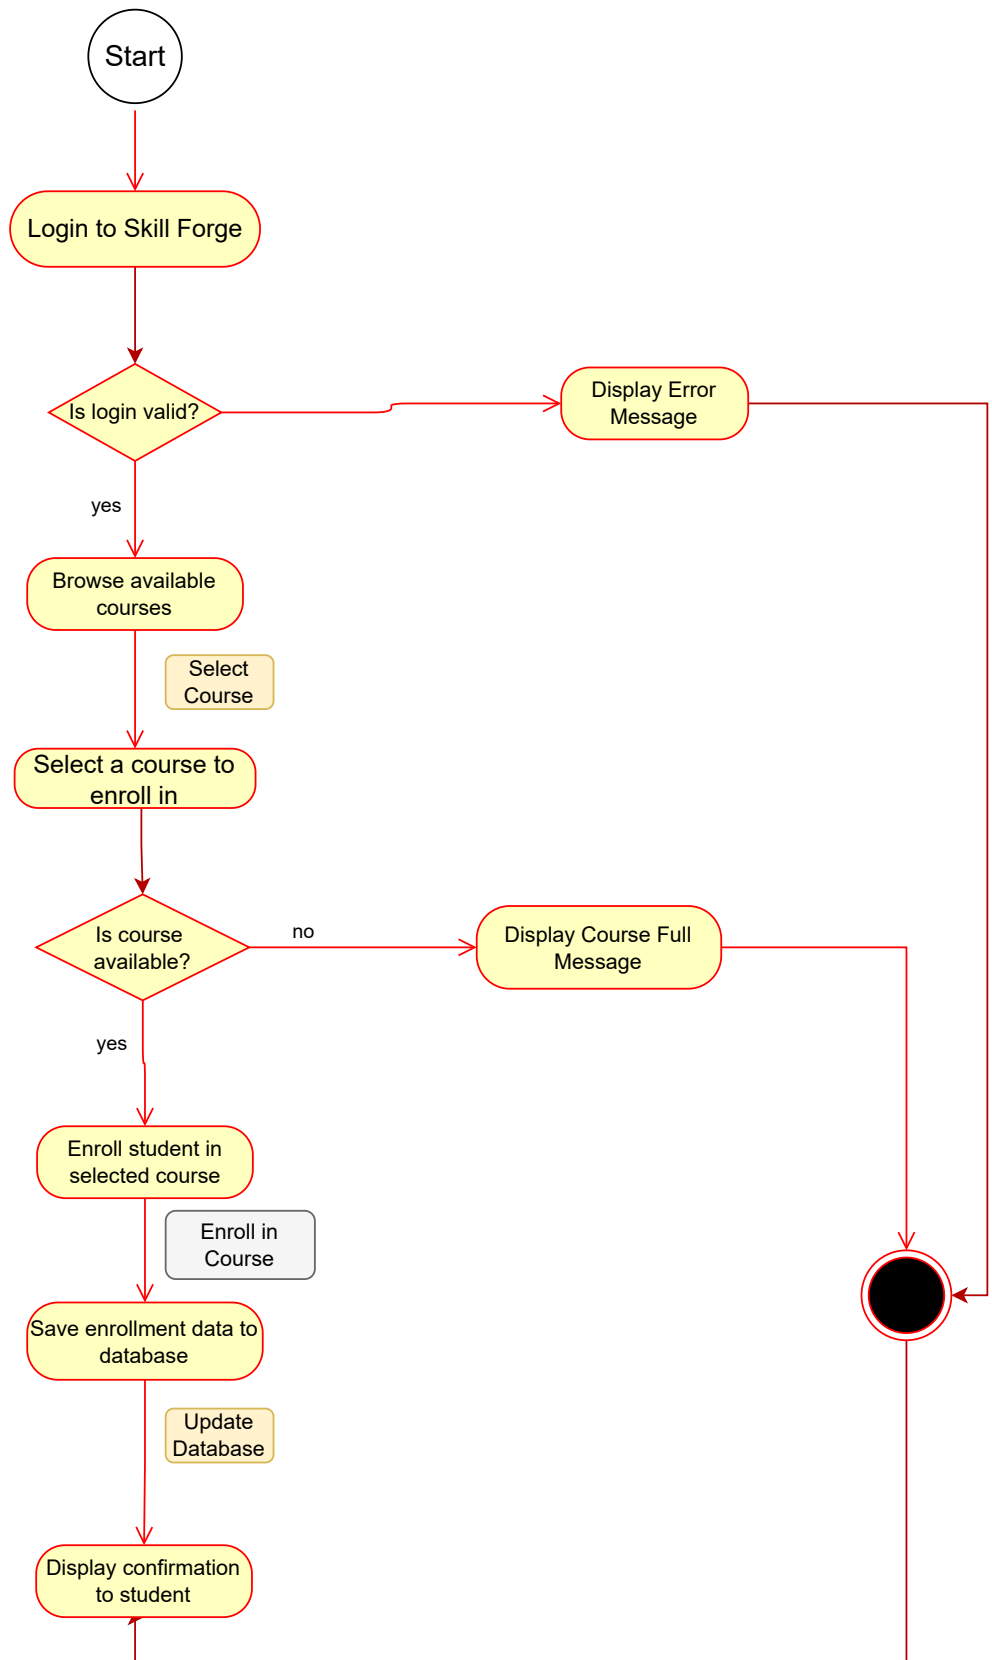 Start
Login to Skill Forge
Is login valid?
Display Error
Message
yes
Browse available
courses
Select
Course
Select a course to
enroll in
Is course
available?
no
Display Course Full
Message
yes
Enroll student in
selected course
Enroll in
Course
Save enrollment data to
database
Update
Database
Display confirmation
to student